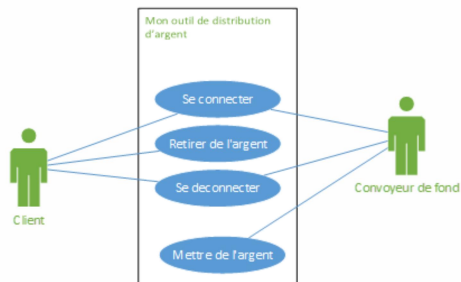 Mon outil de distribution
d'argent
Se connecter
Retirer de l'argent
Se deconnecter
Convoyeur de fond
Client
Mettre de l'argent